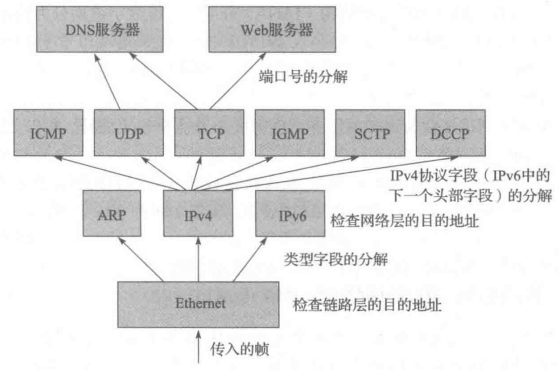 DNS服务器
Web服务器
端口号的分解
ICMP
UDP
TCP
IGMP
SCTP
DCCP
IPv4协议字段（IPv6中的
下一个头部字段）的分解
ARP
IPv4
IPv6
检查网络层的目的地址
类型字段的分解
Ethernet
检查链路层的目的地址
传入的帧